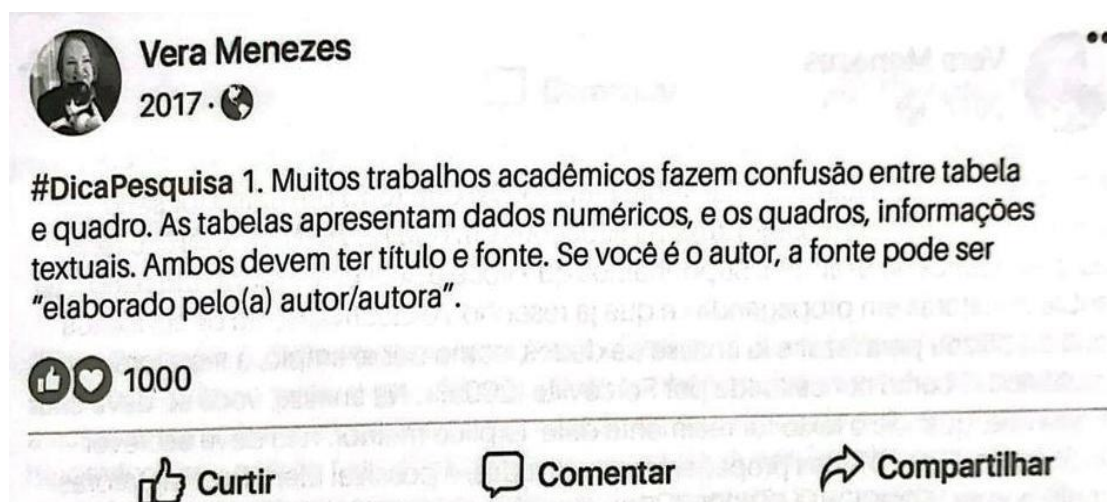 Vera Menezes
2017 ·
#DicaPesquisa 1. Muitos trabalhos acadêmicos fazem confusão entre tabela
e quadro. As tabelas apresentam dados numéricos, e os quadros, informações
textuais. Ambos devem ter título e fonte. Se você é o autor, a fonte pode ser
“elaborado pelo(a) autor/autora”.
1000
Curtir Comentar Compartilhar